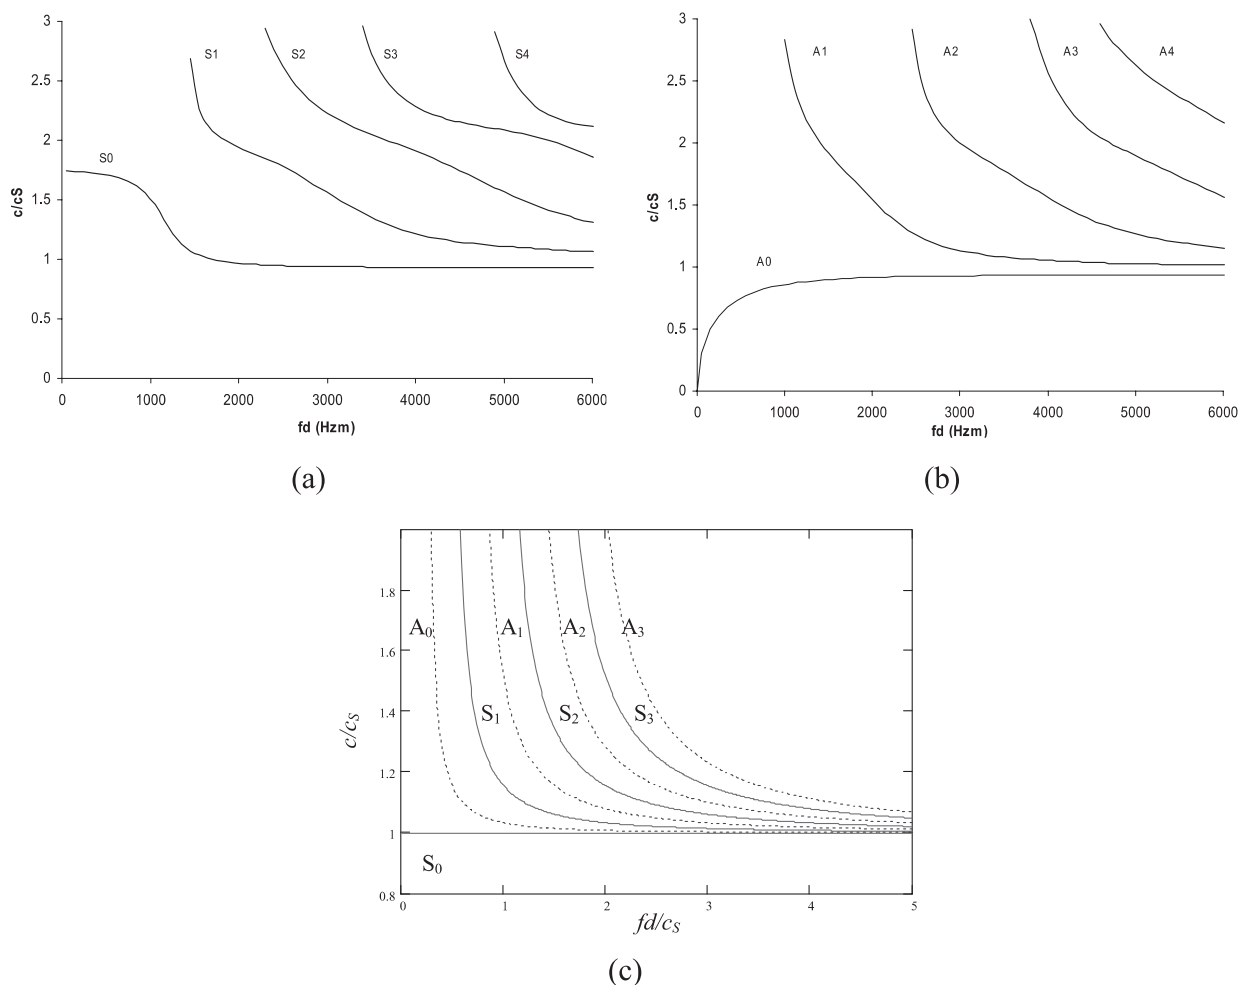 3
2.5
2
1.5
1
0.5
0
c/cS
S0
S1
S2
S3
S4
0 1000 2000 3000 4000 5000 6000
fd (Hzm)
(a)
3
2.5
2
1.5
1
0.5
0
c/cS
A0
A1
A2
A3
A4
0 1000 2000 3000 4000 5000 6000
fd (Hzm)
(b)
1.8
1.6
1.4
1.2
1
0.8
c/cS
A0 A1 A2 A3
S1 S2 S3
S0
0 1 2 3 4 5
fd/cS
(c)